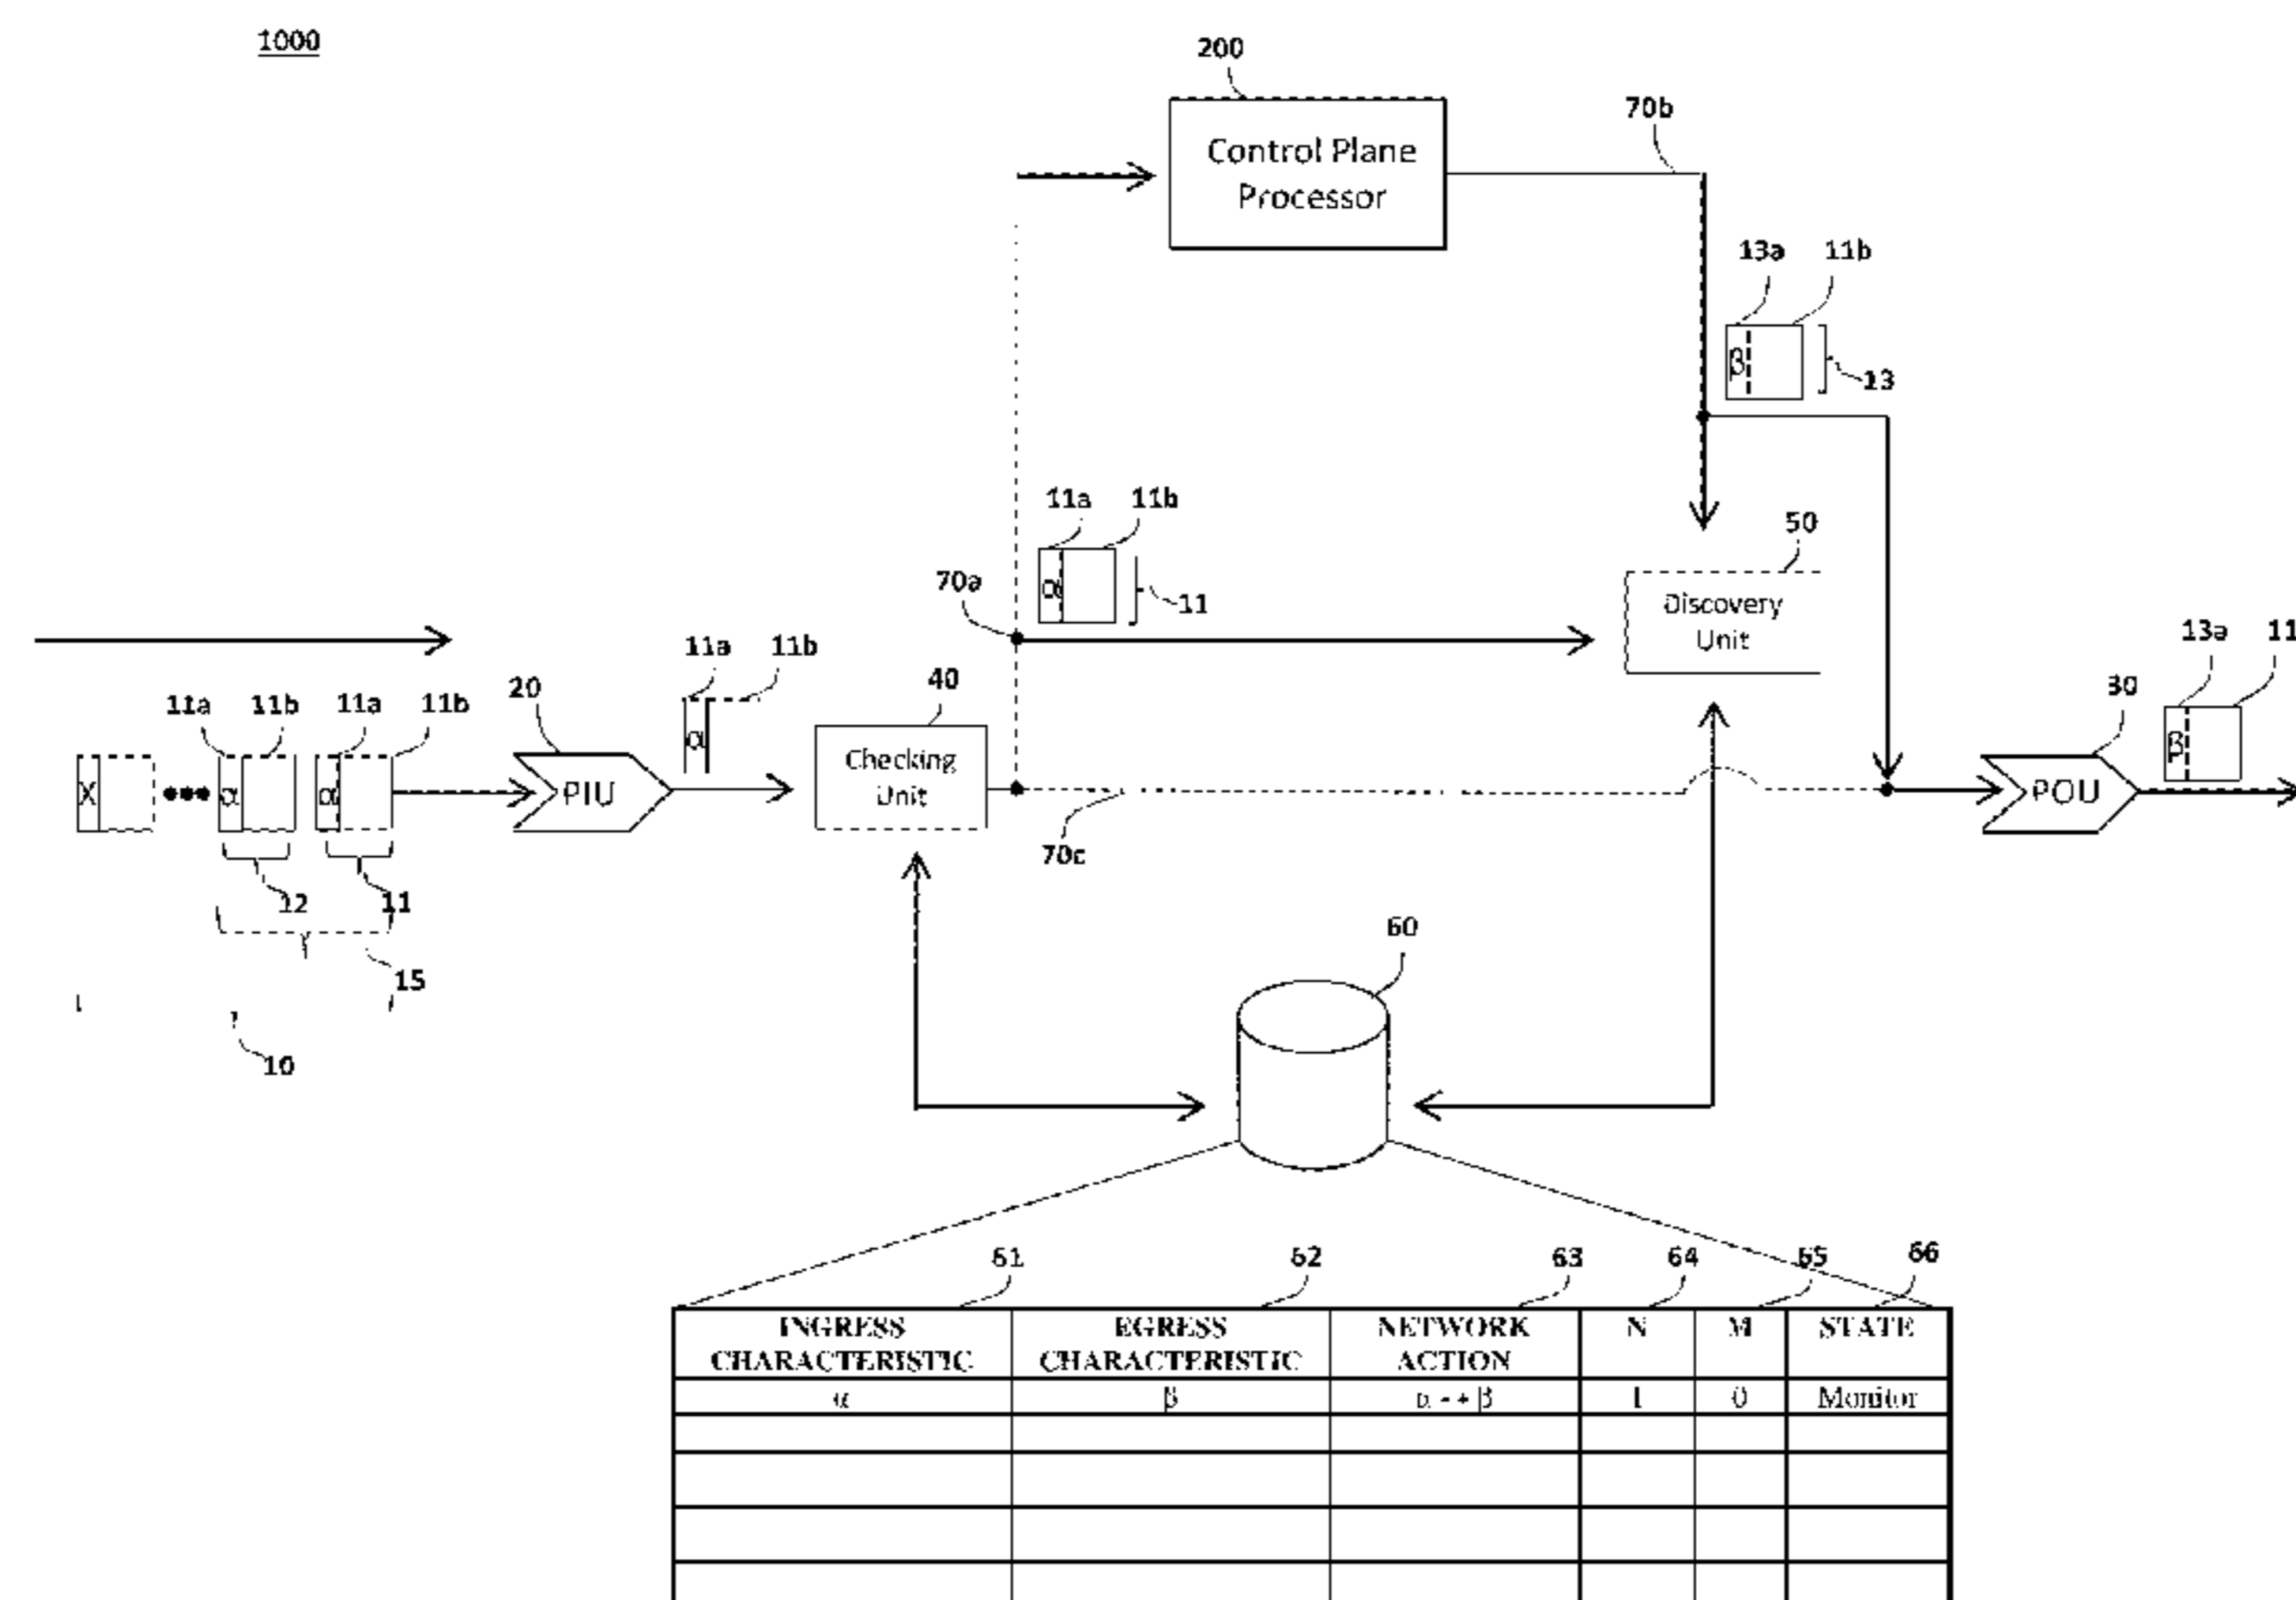 1000
200
Control Plane
Processor
70b
13a 11b
β
13
11a 11b
α
11
70a
50
Discovery
Unit
11a 11b 11a 11b
20
11a 11b
40
30
13a 11
X α α
PIU
α
Checking
Unit
POU
β
70c
12 11
15
10
60
61 62 63 64 65 66
INGRESS CHARACTERISTIC EGRESS CHARACTERISTIC NETWORK ACTION N M STATE
α β 1 0 Monitor